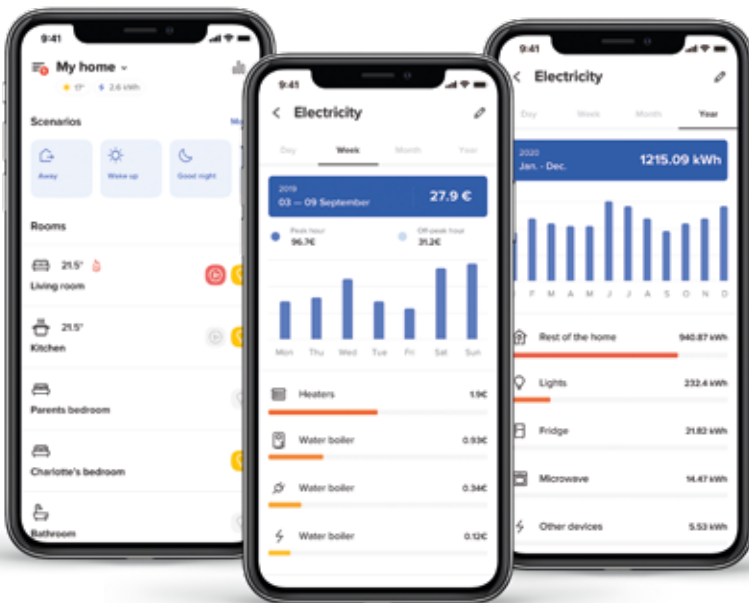 9:41
My home
17° 2.6 kWh
Scenarios
Away Wake up Good night
Rooms
21.5°
Living room
21.5°
Kitchen
Parents bedroom
Charlotte's bedroom
Bathroom
9:41
Electricity
Day Week Month Year
2019
03 — 09 September 27.9 €
Peak hour Off-peak hour
96.7€ 31.2€
Mon Thu Wed Tue Fri Sat Sun
Heaters 1.9€
Water boiler 0.93€
Water boiler 0.34€
Water boiler 0.12€
9:41
Electricity
Day Week Month Year
2020
Jan. - Dec. 1215.09 kWh
F M A M J J A S O N D
Rest of the home 940.87 kWh
Lights 232.4 kWh
Fridge 21.82 kWh
Microwave 14.47 kWh
Other devices 5.53 kWh